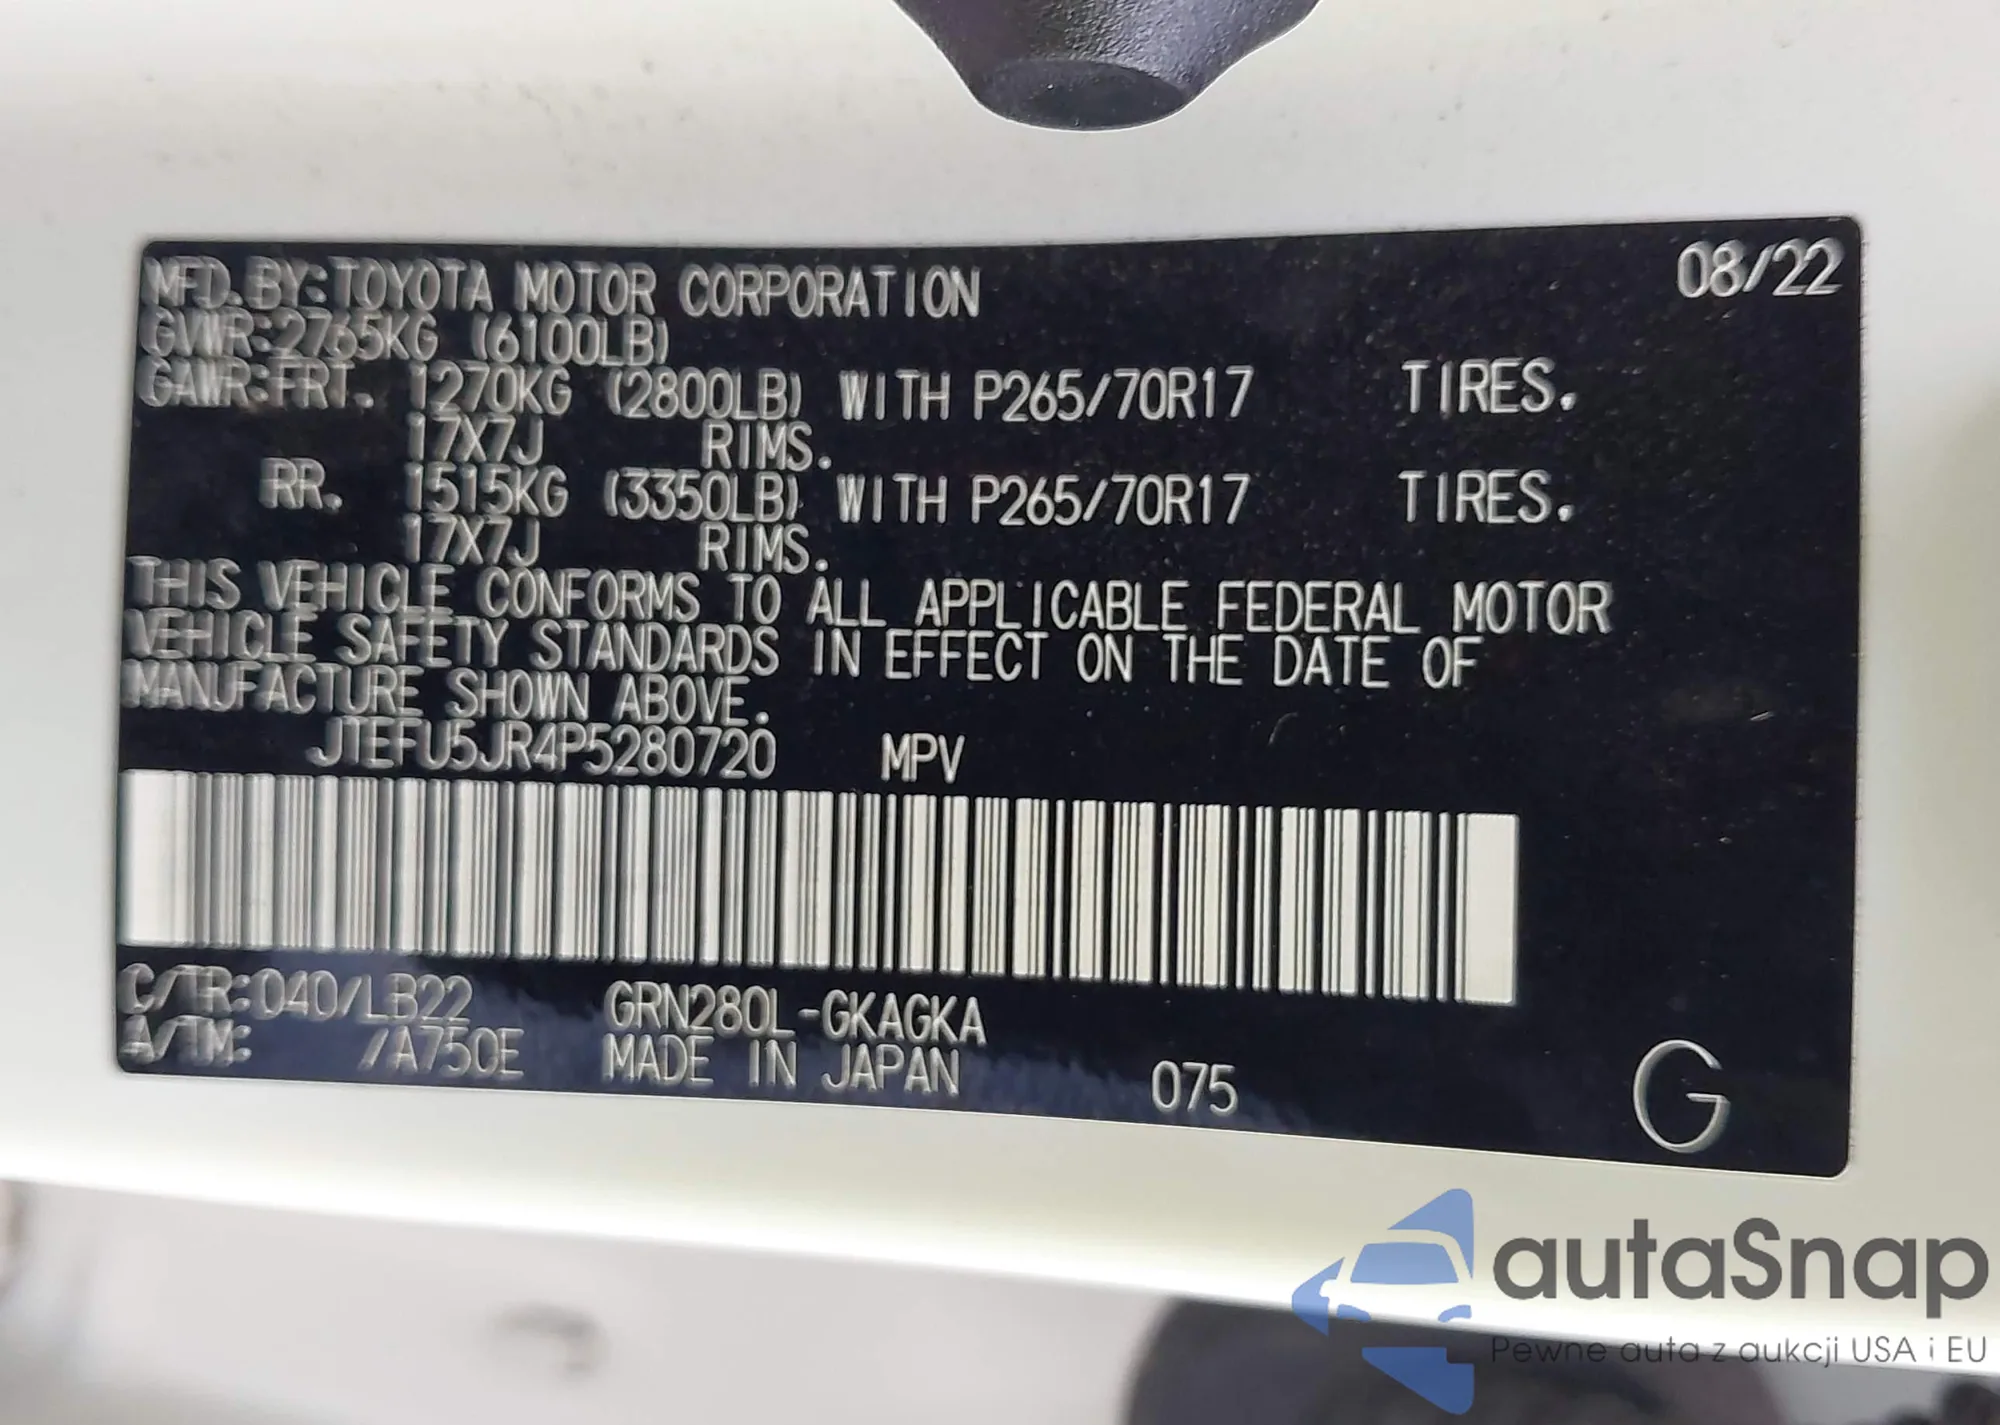 08/22
MFD.BY:TOYOTA MOTOR CORPORATION
GVWR:2765KG (6100LB)
GAWR:FRT. 1270KG (2800LB) WITH P265/70R17 TIRES.
17X7J RIMS.
RR. 1515KG (3350LB) WITH P265/70R17 TIRES.
17X7J RIMS.
THIS VEHICLE CONFORMS TO ALL APPLICABLE FEDERAL MOTOR
VEHICLE SAFETY STANDARDS IN EFFECT ON THE DATE OF
MANUFACTURE SHOWN ABOVE.
JTEFU5JR4P5280720 MPV
C/TR:040/LB22 GRN280L-GKAGKA
A/TM: /A750E MADE IN JAPAN 075 G
autaSnap
Pewne auta z aukcji USA i EU